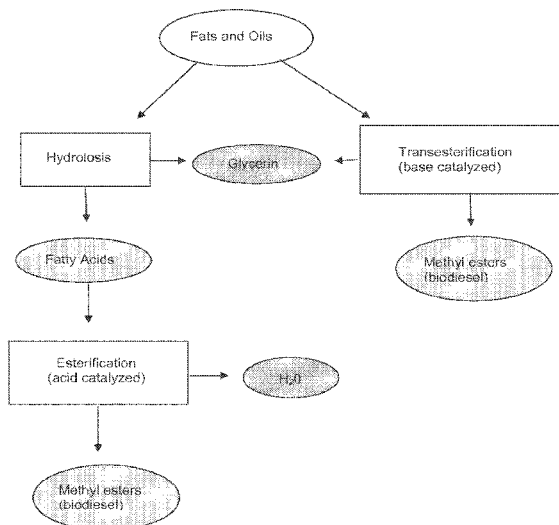 Fats and Oils
Hydrolosis
Glycerin
Transesterification
(base catalyzed)
Fatty Acids
Methyl esters
(biodiesel)
Esterification
(acid catalyzed)
H₂0
Methyl esters
(biodiesel)